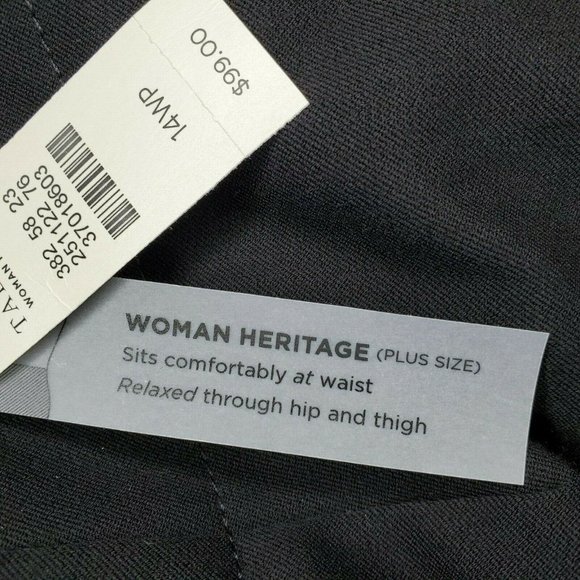 $99.00
14WP
382 58 23
251122 76
37018603
WOMAN
WOMAN HERITAGE (PLUS SIZE)
Sits comfortably at waist
Relaxed through hip and thigh